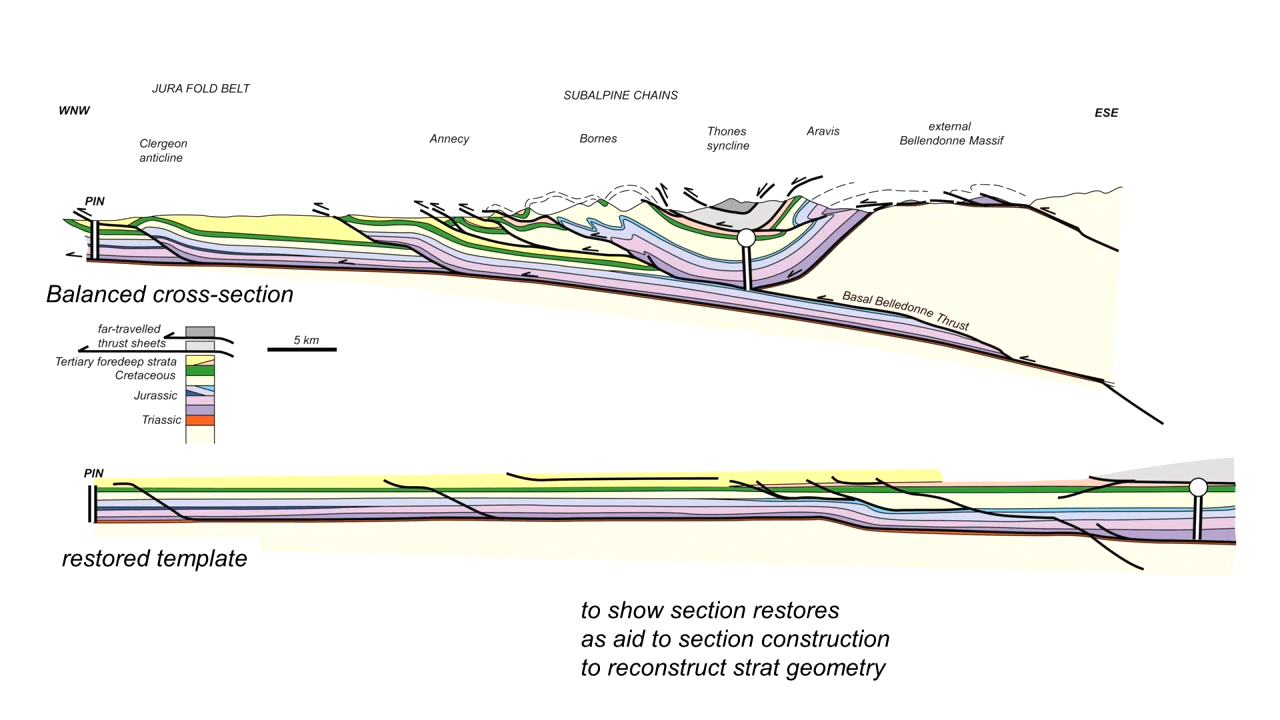 JURA FOLD BELT
SUBALPINE CHAINS
WNW
ESE
Clergeon
anticline
Annecy
Bornes
Thones
syncline
Aravis
external
Bellendonne Massif
PIN
Balanced cross-section
Basal Belledonne Thrust
far-travelled
thrust sheets
Tertiary foredeep strata
Cretaceous
Jurassic
Triassic
5 km
PIN
restored template
to show section restores
as aid to section construction
to reconstruct strat geometry